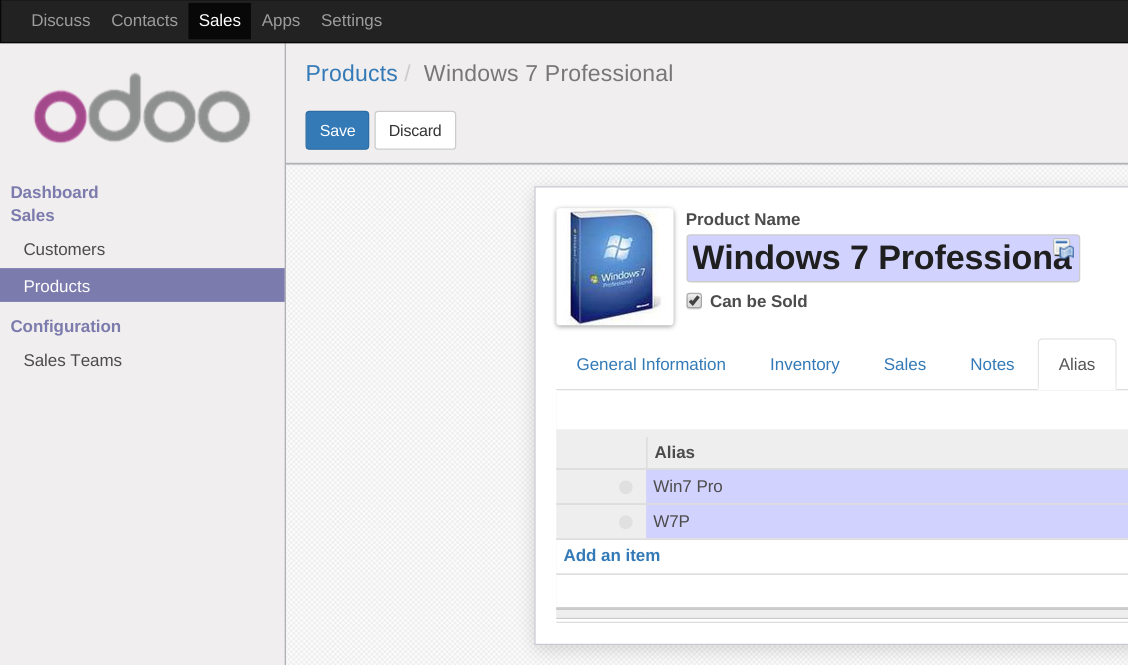 Discuss Contacts Sales Apps Settings
odoo
Dashboard
Sales
Customers
Products
Configuration
Sales Teams
Products / Windows 7 Professional
Save Discard
Windows 7
Professional
Microsoft
Product Name
Windows 7 Professiona
Can be Sold
General Information Inventory Sales Notes Alias
Alias
Win7 Pro
W7P
Add an item